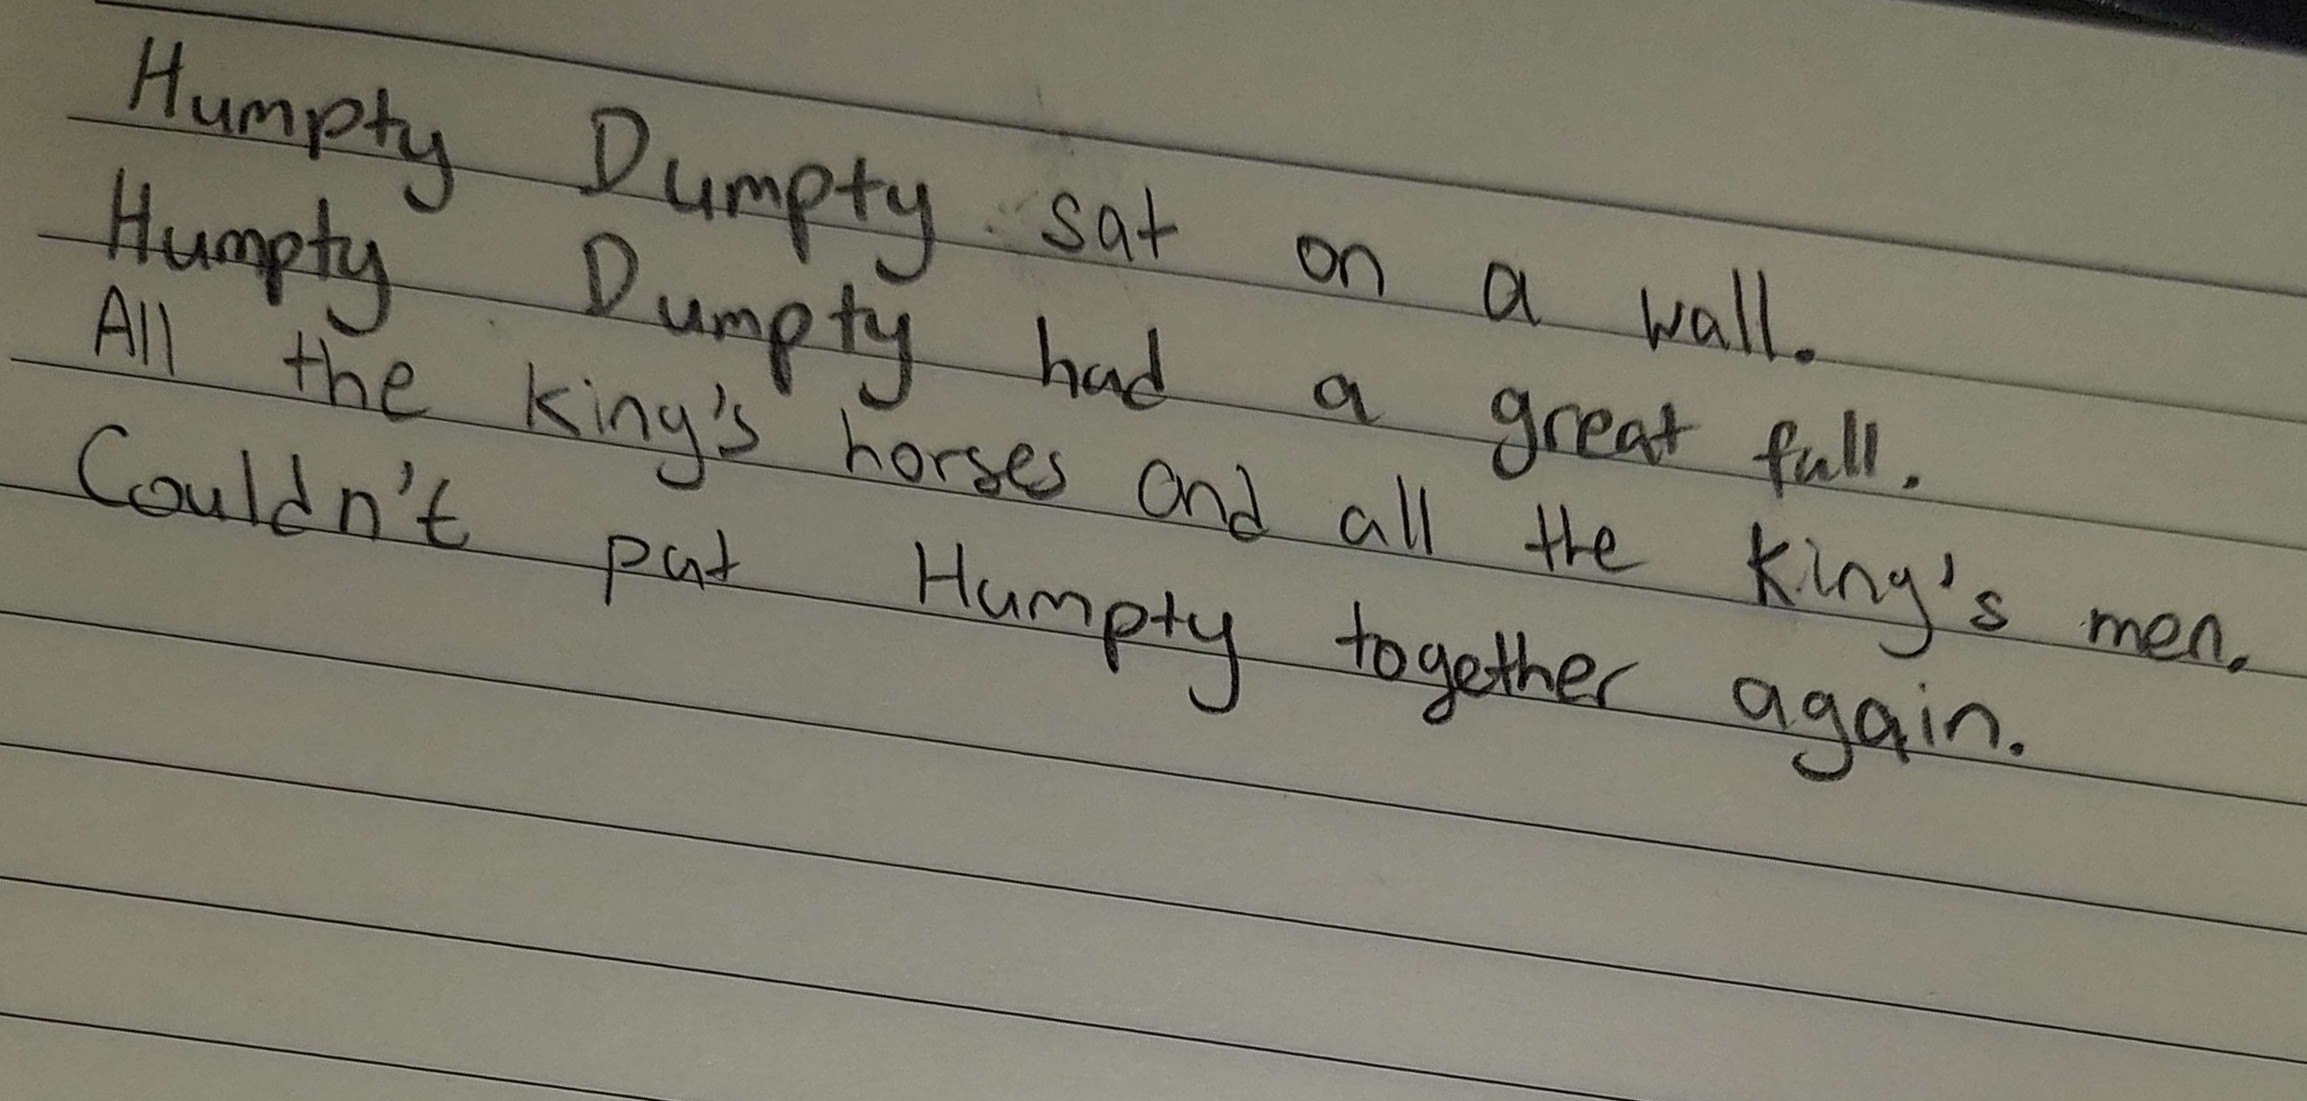 Humpty Dumpty sat on a wall.
Humpty Dumpty had a great fall.
All the king's horses and all the king's men.
Couldn't put Humpty together again.